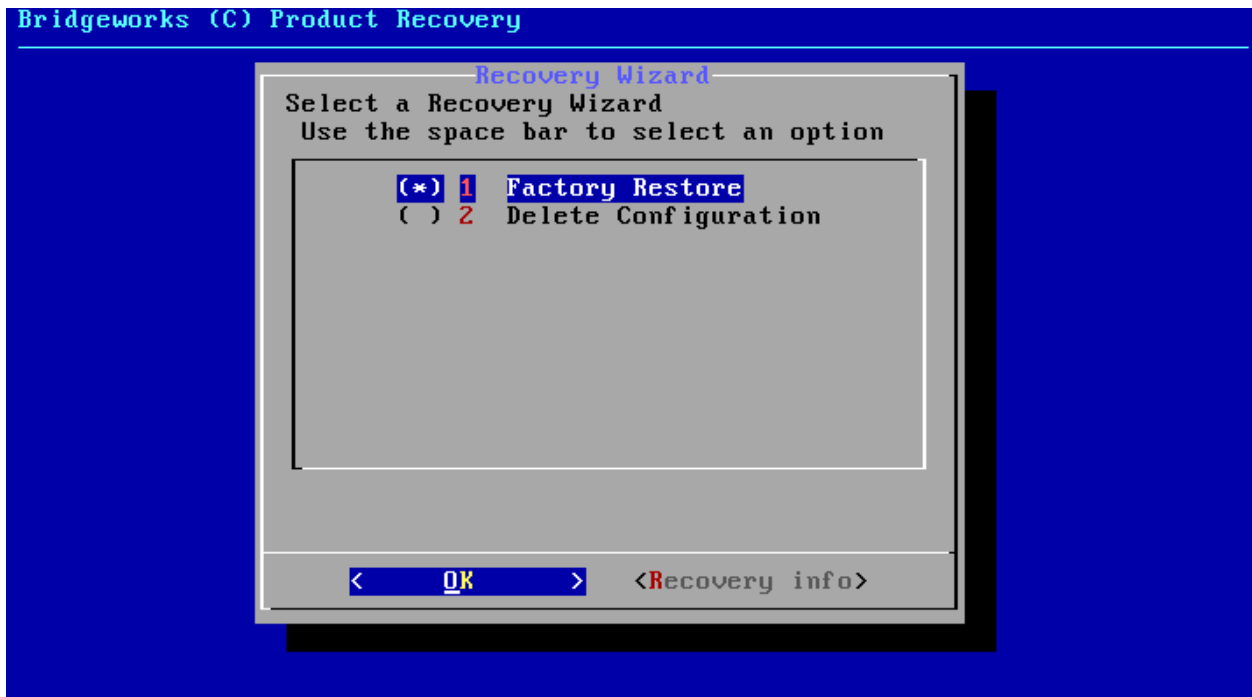 Bridgeworks (C) Product Recovery
Recovery Wizard
Select a Recovery Wizard
Use the space bar to select an option
(*) 1 Factory Restore
( ) 2 Delete Configuration
< OK > <Recovery info>